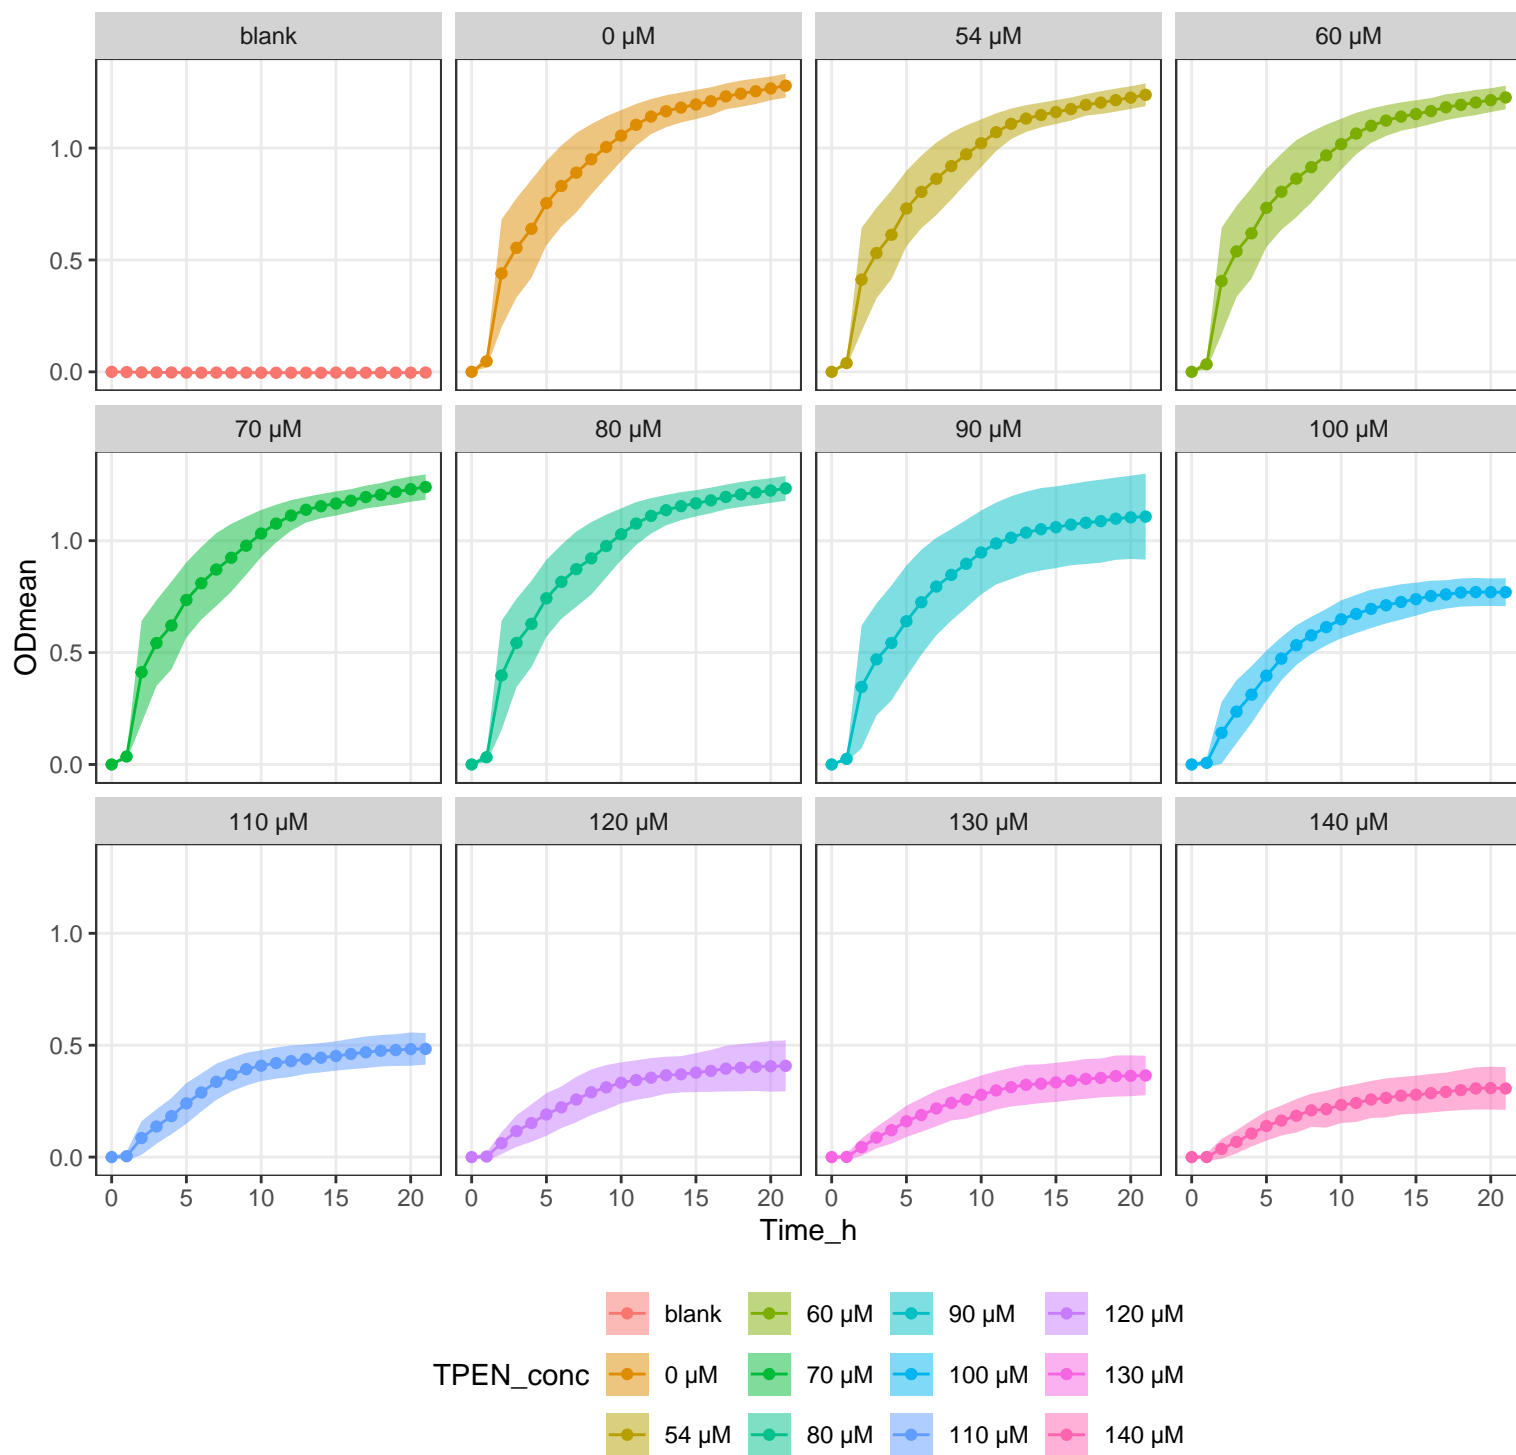 blank 0 µM 54 µM 60 µM
1.0
0.5
0.0
70 µM 80 µM 90 µM 100 µM
1.0
0.5
0.0
ODmean
110 µM 120 µM 130 µM 140 µM
1.0
0.5
0.0
0 5 10 15 20 0 5 10 15 20 0 5 10 15 20 0 5 10 15 20
Time_h
TPEN_conc
blank 60 µM 90 µM 120 µM
0 µM 70 µM 100 µM 130 µM
54 µM 80 µM 110 µM 140 µM